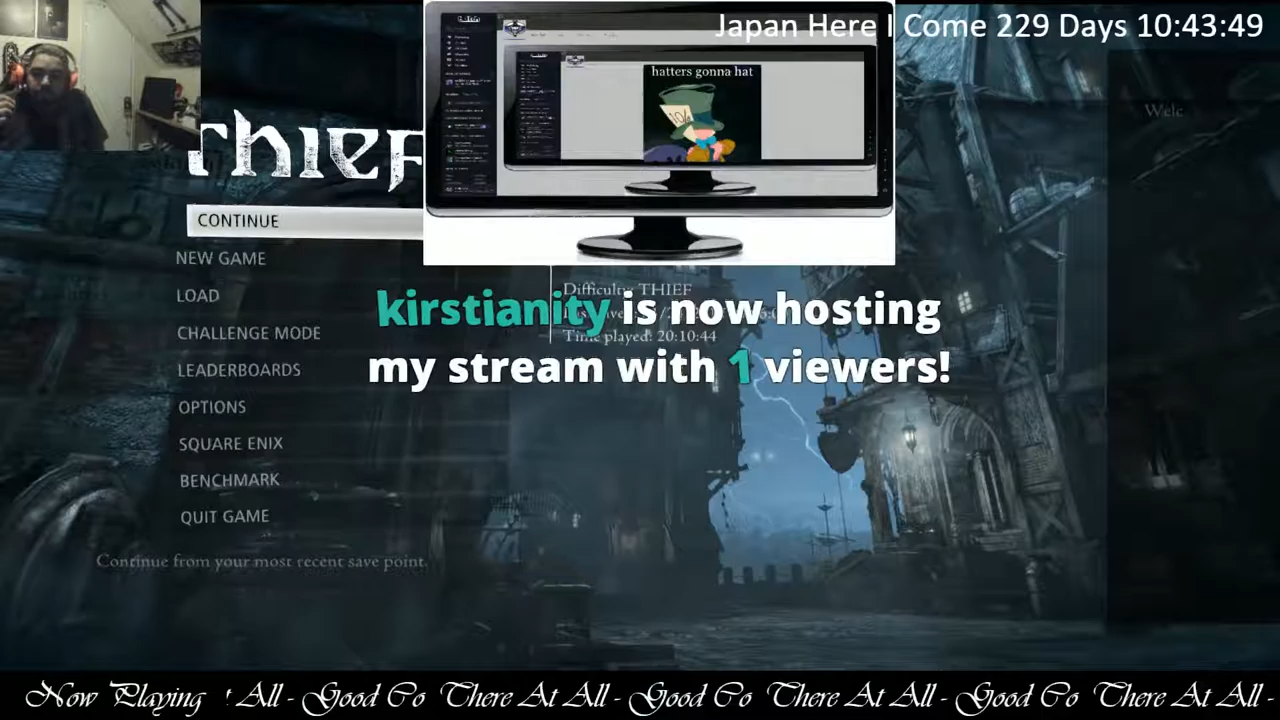 Japan Here I Come 229 Days 10:43:49
hatters gonna hat
Welc
THIEF
CONTINUE
NEW GAME
Difficulty: THIEF
LOAD
kirstianity is now hosting
CHALLENGE MODE
Time played: 20:10:44
my stream with 1 viewers!
LEADERBOARDS
OPTIONS
SQUARE ENIX
BENCHMARK
QUIT GAME
Continue from your most recent save point.
Now Playing ' All - Good Co There At All - Good Co There At All - Good Co There At All -